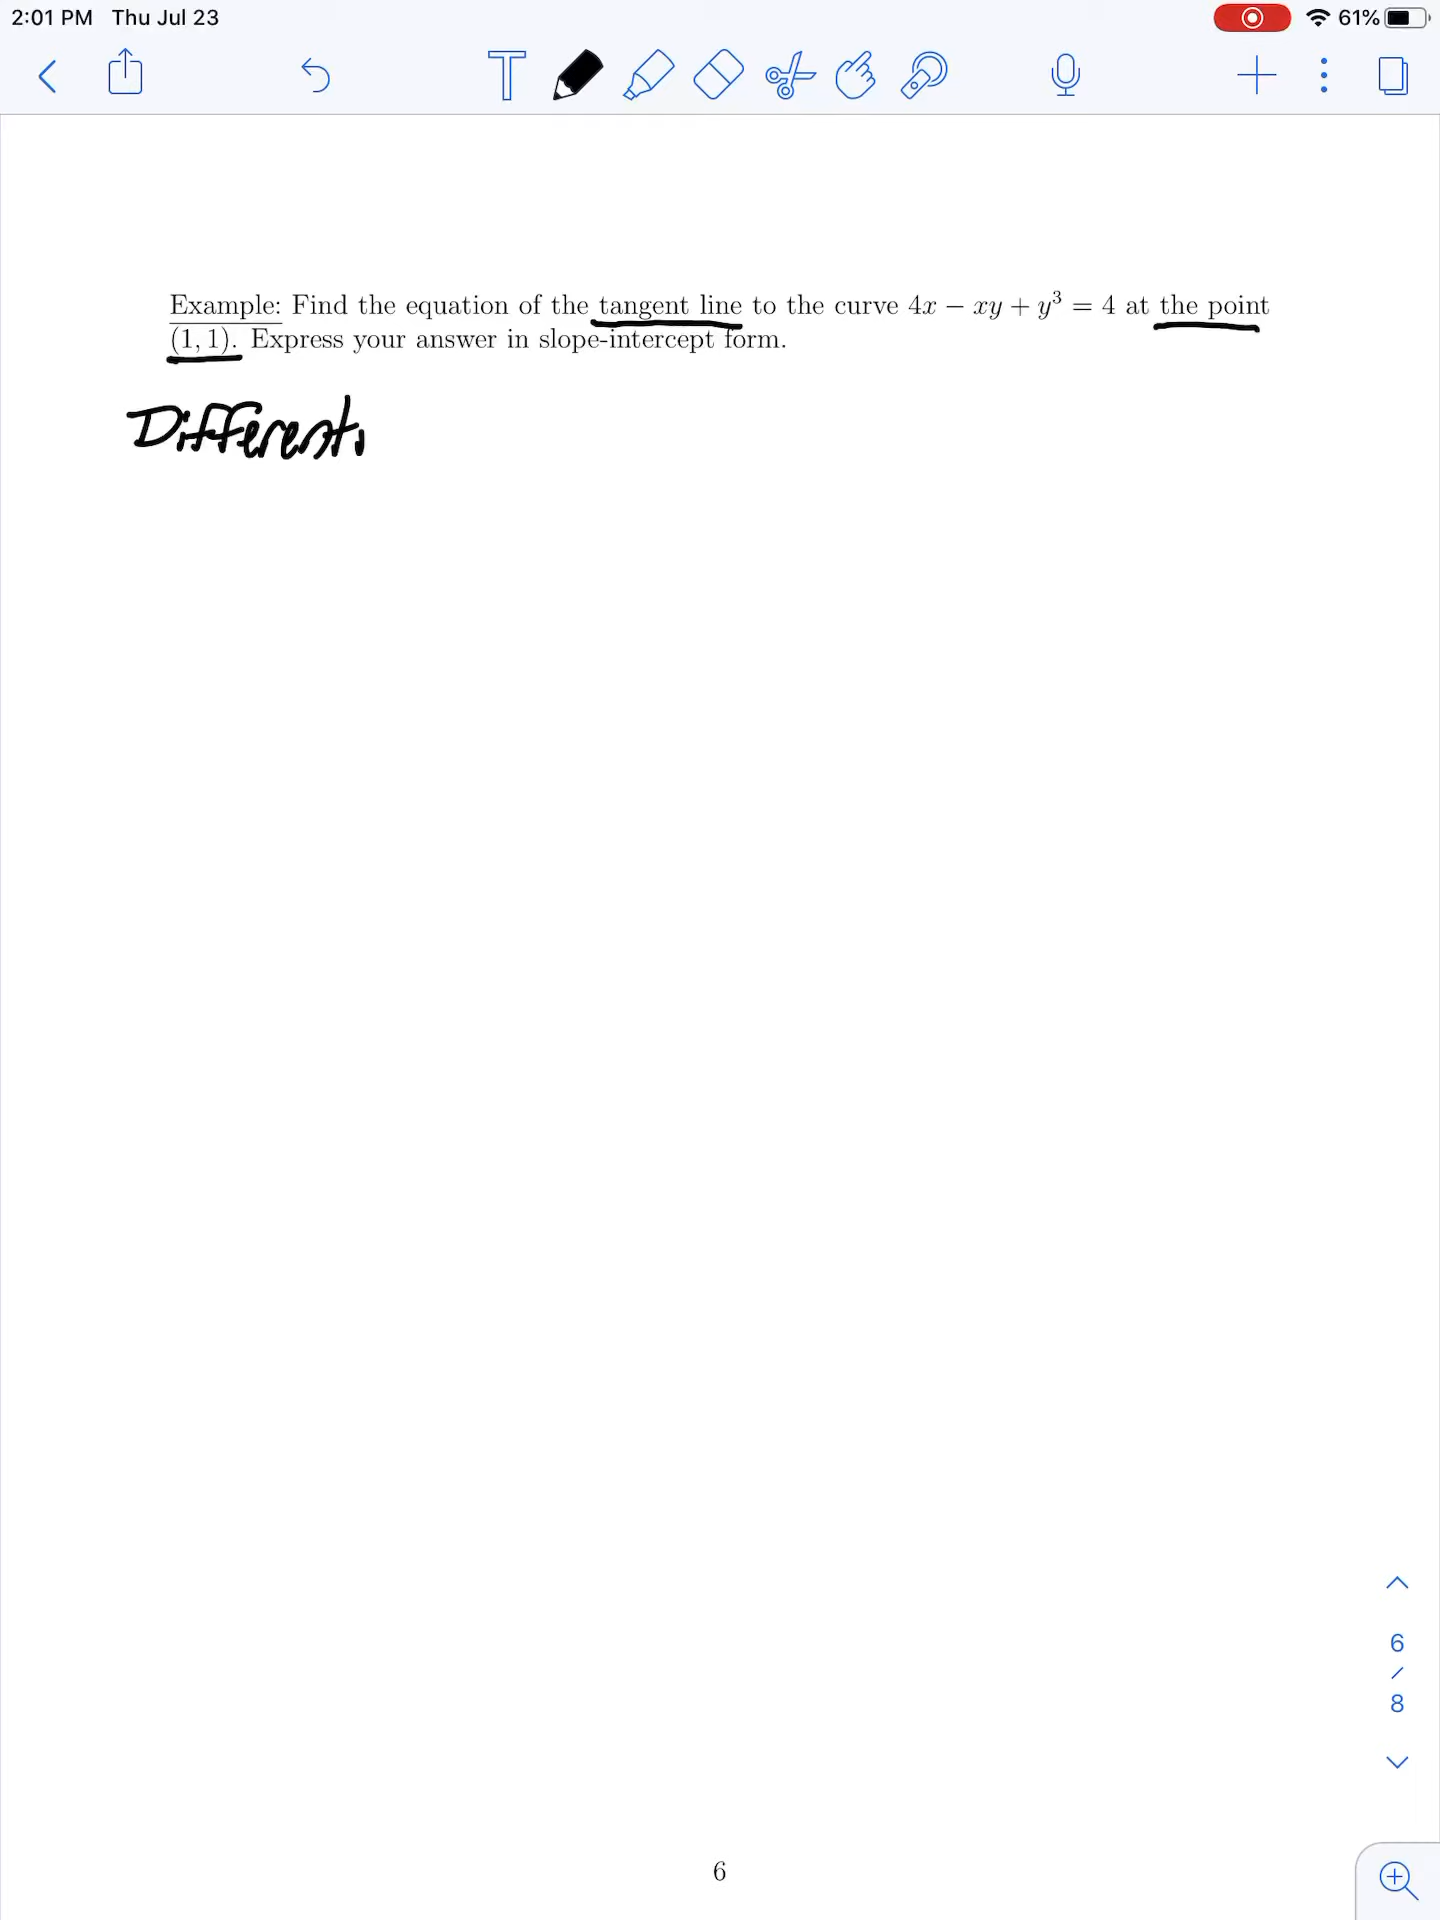 2:01 PM Thu Jul 23
61%
Example: Find the equation of the tangent line to the curve 4x − xy + y³ = 4 at the point
(1, 1). Express your answer in slope-intercept form.
Differenti
6
/
8
6